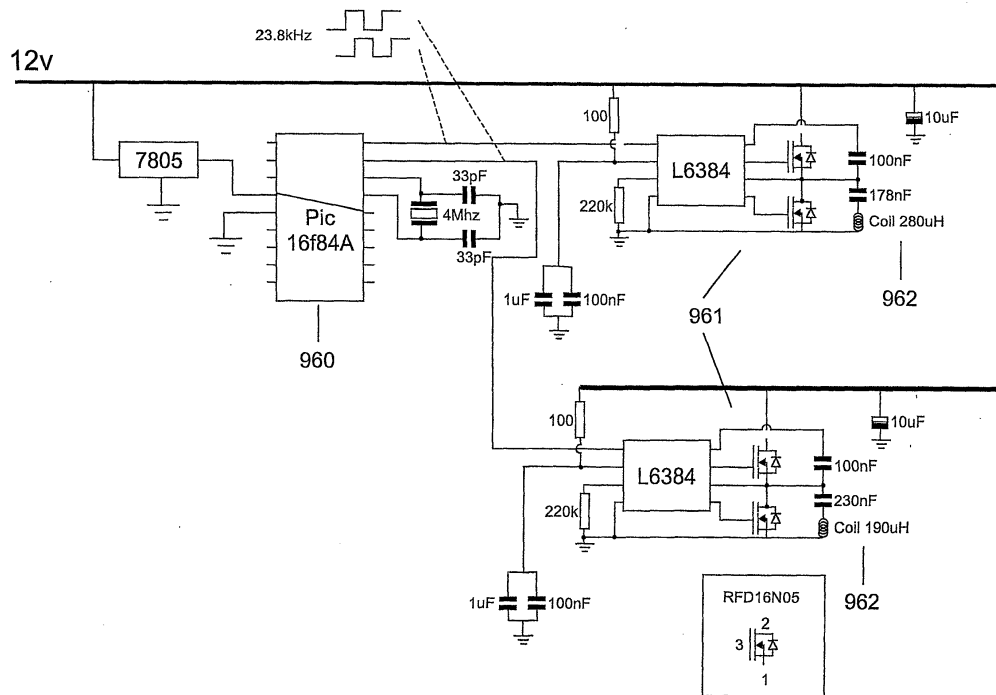 23.8kHz
12v
7805
Pic
16f84A
33pF
4Mhz
33pF
960
100
L6384
220k
1uF
100nF
10uF
100nF
178nF
Coil 280uH
962
961
100
L6384
220k
1uF
100nF
10uF
100nF
230nF
Coil 190uH
962
RFD16N05
2
3
1